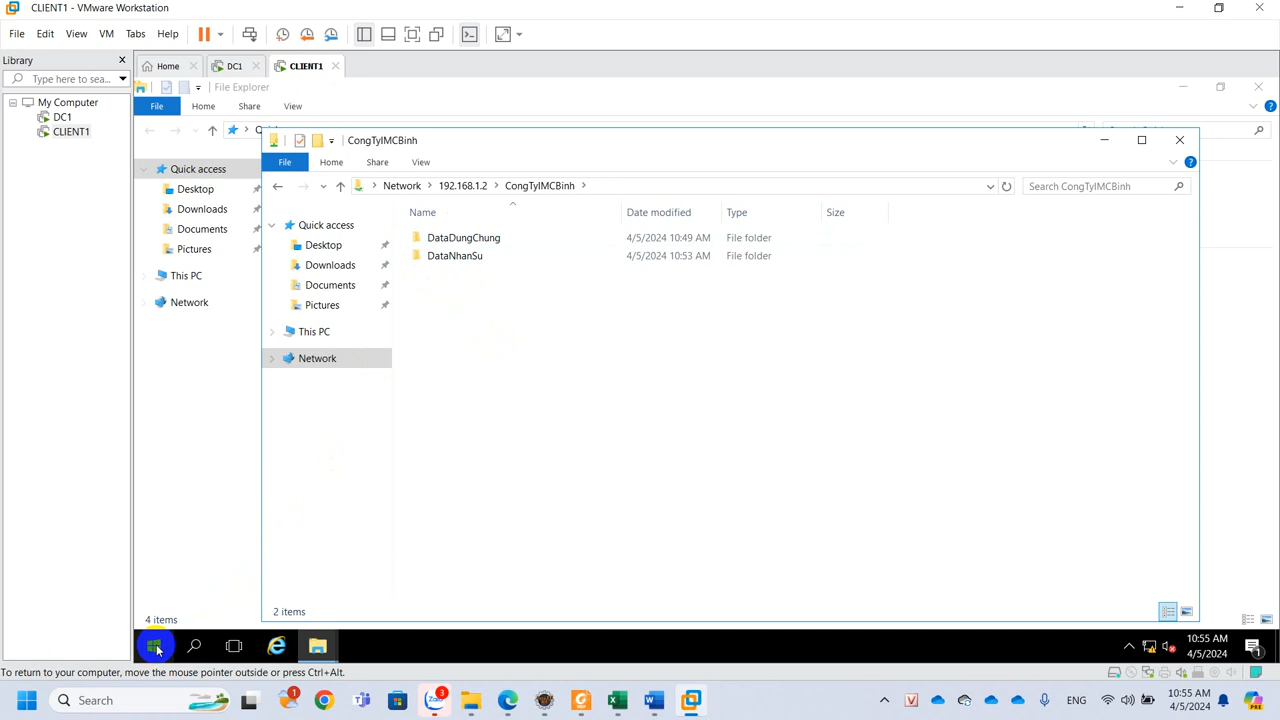 CLIENT1 - VMware Workstation
File Edit View VM Tabs Help
Library
Type here to sea...
My Computer
DC1
CLIENT1
Home DC1 CLIENT1
File Explorer
File Home Share View
Quick access
Desktop
Downloads
Documents
Pictures
This PC
Network
4 items
CongTyIMCBinh
File Home Share View
Network 192.168.1.2 CongTyIMCBinh
Search CongTyIMCBinh
Quick access
Desktop
Downloads
Documents
Pictures
This PC
Network
Name Date modified Type Size
DataDungChung 4/5/2024 10:49 AM File folder
DataNhanSu 4/5/2024 10:53 AM File folder
2 items
10:55 AM
4/5/2024
1
To return to your computer, move the mouse pointer outside or press Ctrl+Alt.
Search
1
Zalo
3
ENG
10:55 AM
4/5/2024
PRE